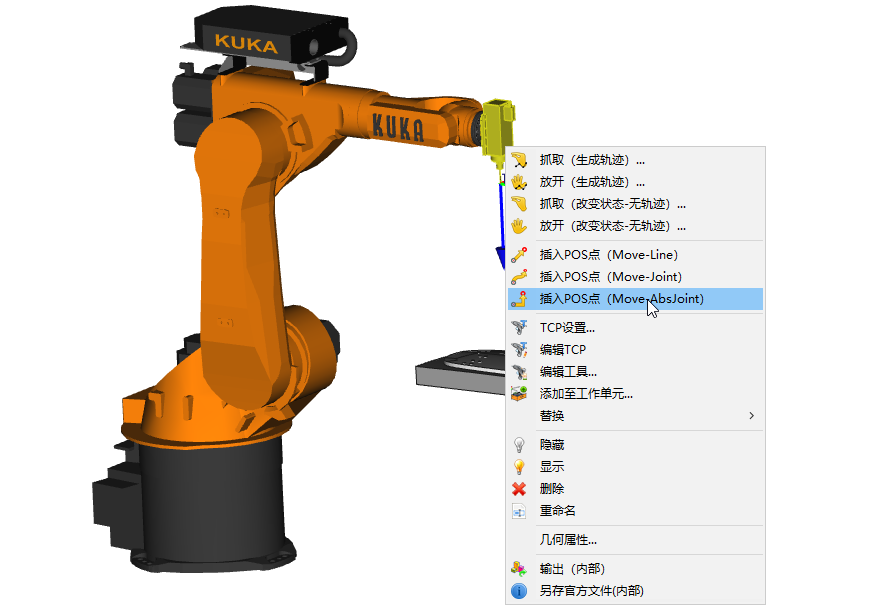 KUKA
KUKA
抓取（生成轨迹）...
放开（生成轨迹）...
抓取（改变状态-无轨迹）...
放开（改变状态-无轨迹）...
插入POS点（Move-Line)
插入POS点（Move-Joint)
插入POS点（Move-AbsJoint)
TCP设置...
编辑TCP
编辑工具...
添加至工作单元...
替换
隐藏
显示
删除
重命名
几何属性...
输出（内部）
另存官方文件(内部)